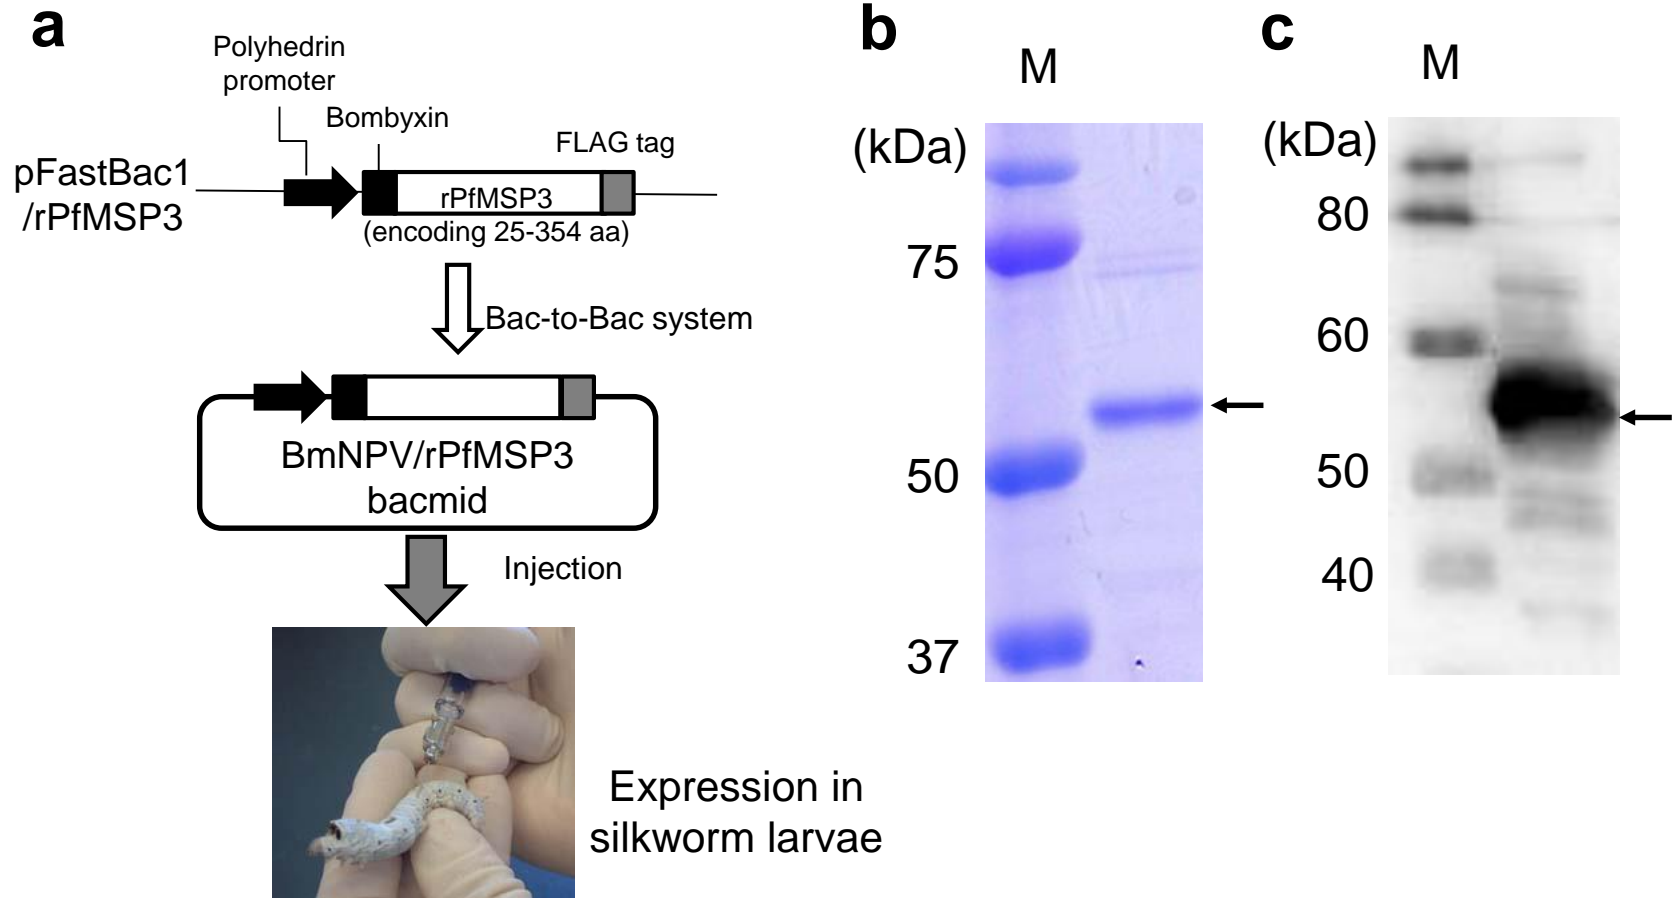 a
Polyhedrin
promoter
Bombyxin
FLAG tag
pFastBac1
/rPfMSP3
rPfMSP3
(encoding 25-354 aa)
Bac-to-Bac system
BmNPV/rPfMSP3
bacmid
Injection
Expression in
silkworm larvae
b
M
(kDa)
75
50
37
c
M
(kDa)
80
60
50
40